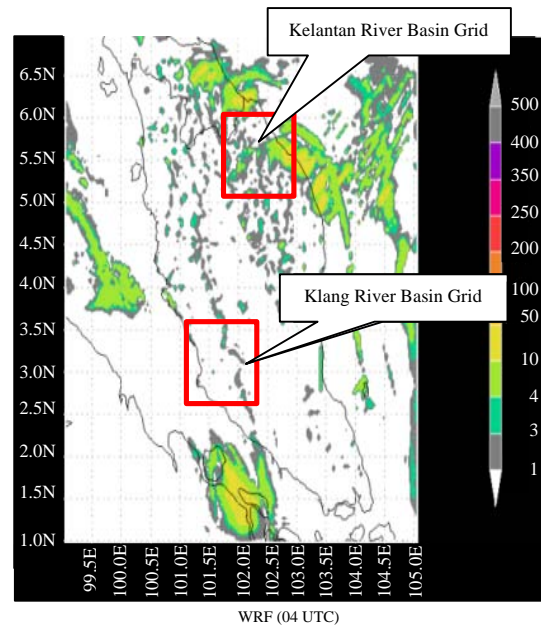 Kelantan River Basin Grid
6.5N
6.0N
5.5N
5.0N
4.5N
4.0N
3.5N
3.0N
2.5N
2.0N
1.5N
1.0N
Klang River Basin Grid
500
400
350
250
200
100
50
10
4
3
1
99.5E
100.0E
101.0E
101.5E
102.0E
102.5E
103.0E
103.5E
104.0E
104.5E
105.0E
WRF (04 UTC)